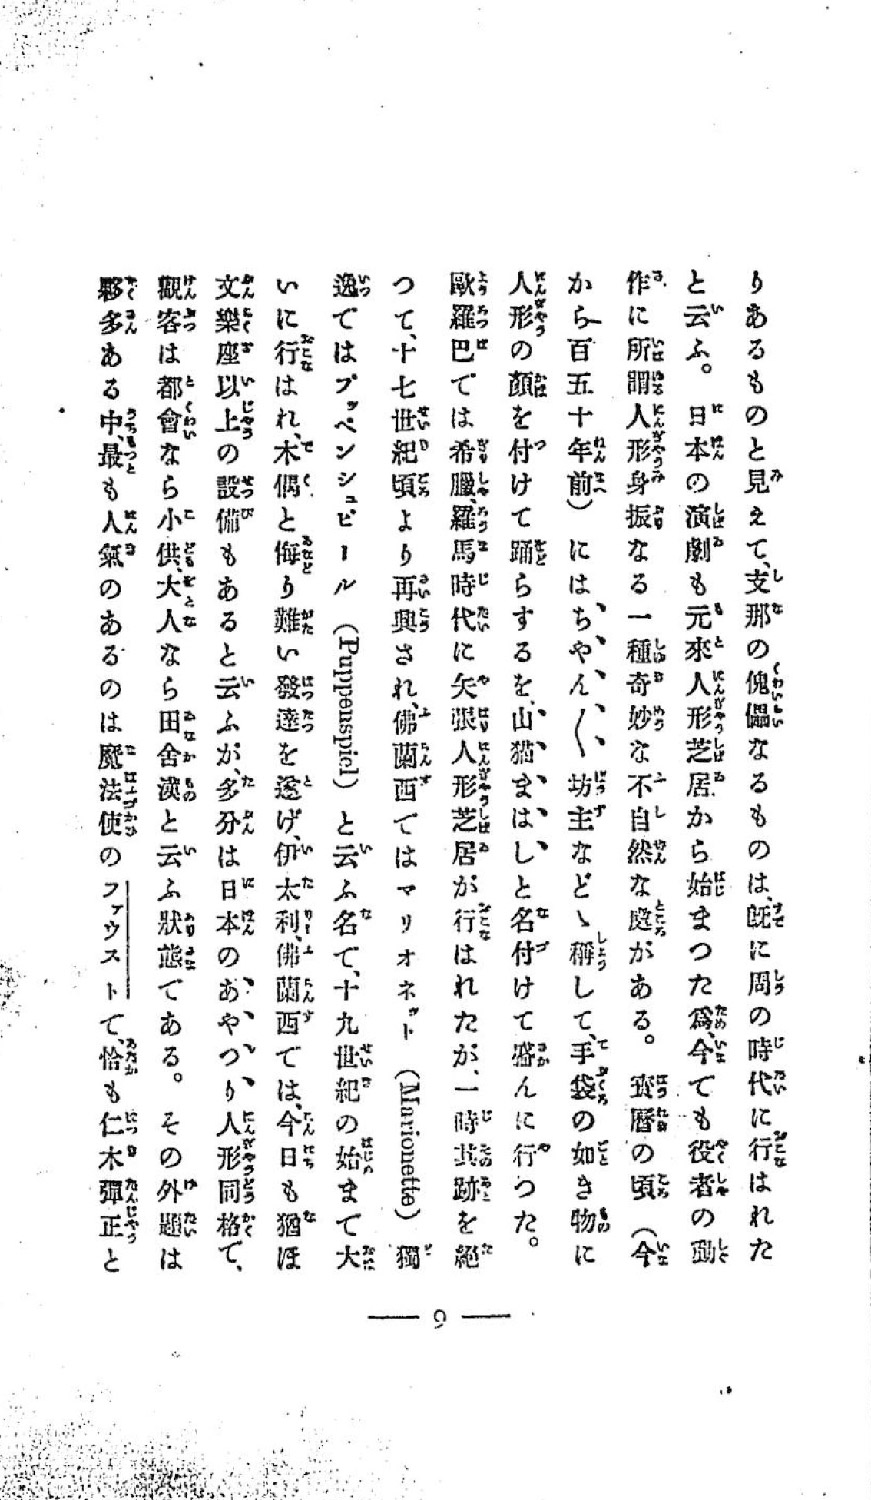 りあるものと見えて、支那の傀儡なるものは、既に周の時代に行はれた
と云ふ。日本の演劇も元來人形芝居から始まつた爲、今ても役者の動
作に所謂人形身振なる一種奇妙な不自然な處がある。寶曆の頃(今
から百五十年前)にはちやん〱坊主などゝ稱して、手袋の如き物に
人形の顏を付けて踊らするを、山猫まはしと名付けて盛んに行つた。
歐羅巴では希臘、羅馬時代に矢張人形芝居が行はれたが、一時其跡を絕
つて、十七世紀頃より再興され、佛蘭西ではマリオネット(Marionette)獨
逸ではプッペンシュピール(Puppenspiel)と云ふ名て、十九世紀の始まて大
いに行はれ、木偶と侮り難い發達を遂げ、伊太利、佛蘭西では、今日も猶ほ
文樂座以上の設備もあると云ふが、多分は日本のあやつり人形同格で、
觀客は都會なら小供、大人なら田舍漢と云ふ狀態である。その外題は
夥多ある中、最も人氣のあるのは魔法使のファウストて、恰も仁木彈正と
9